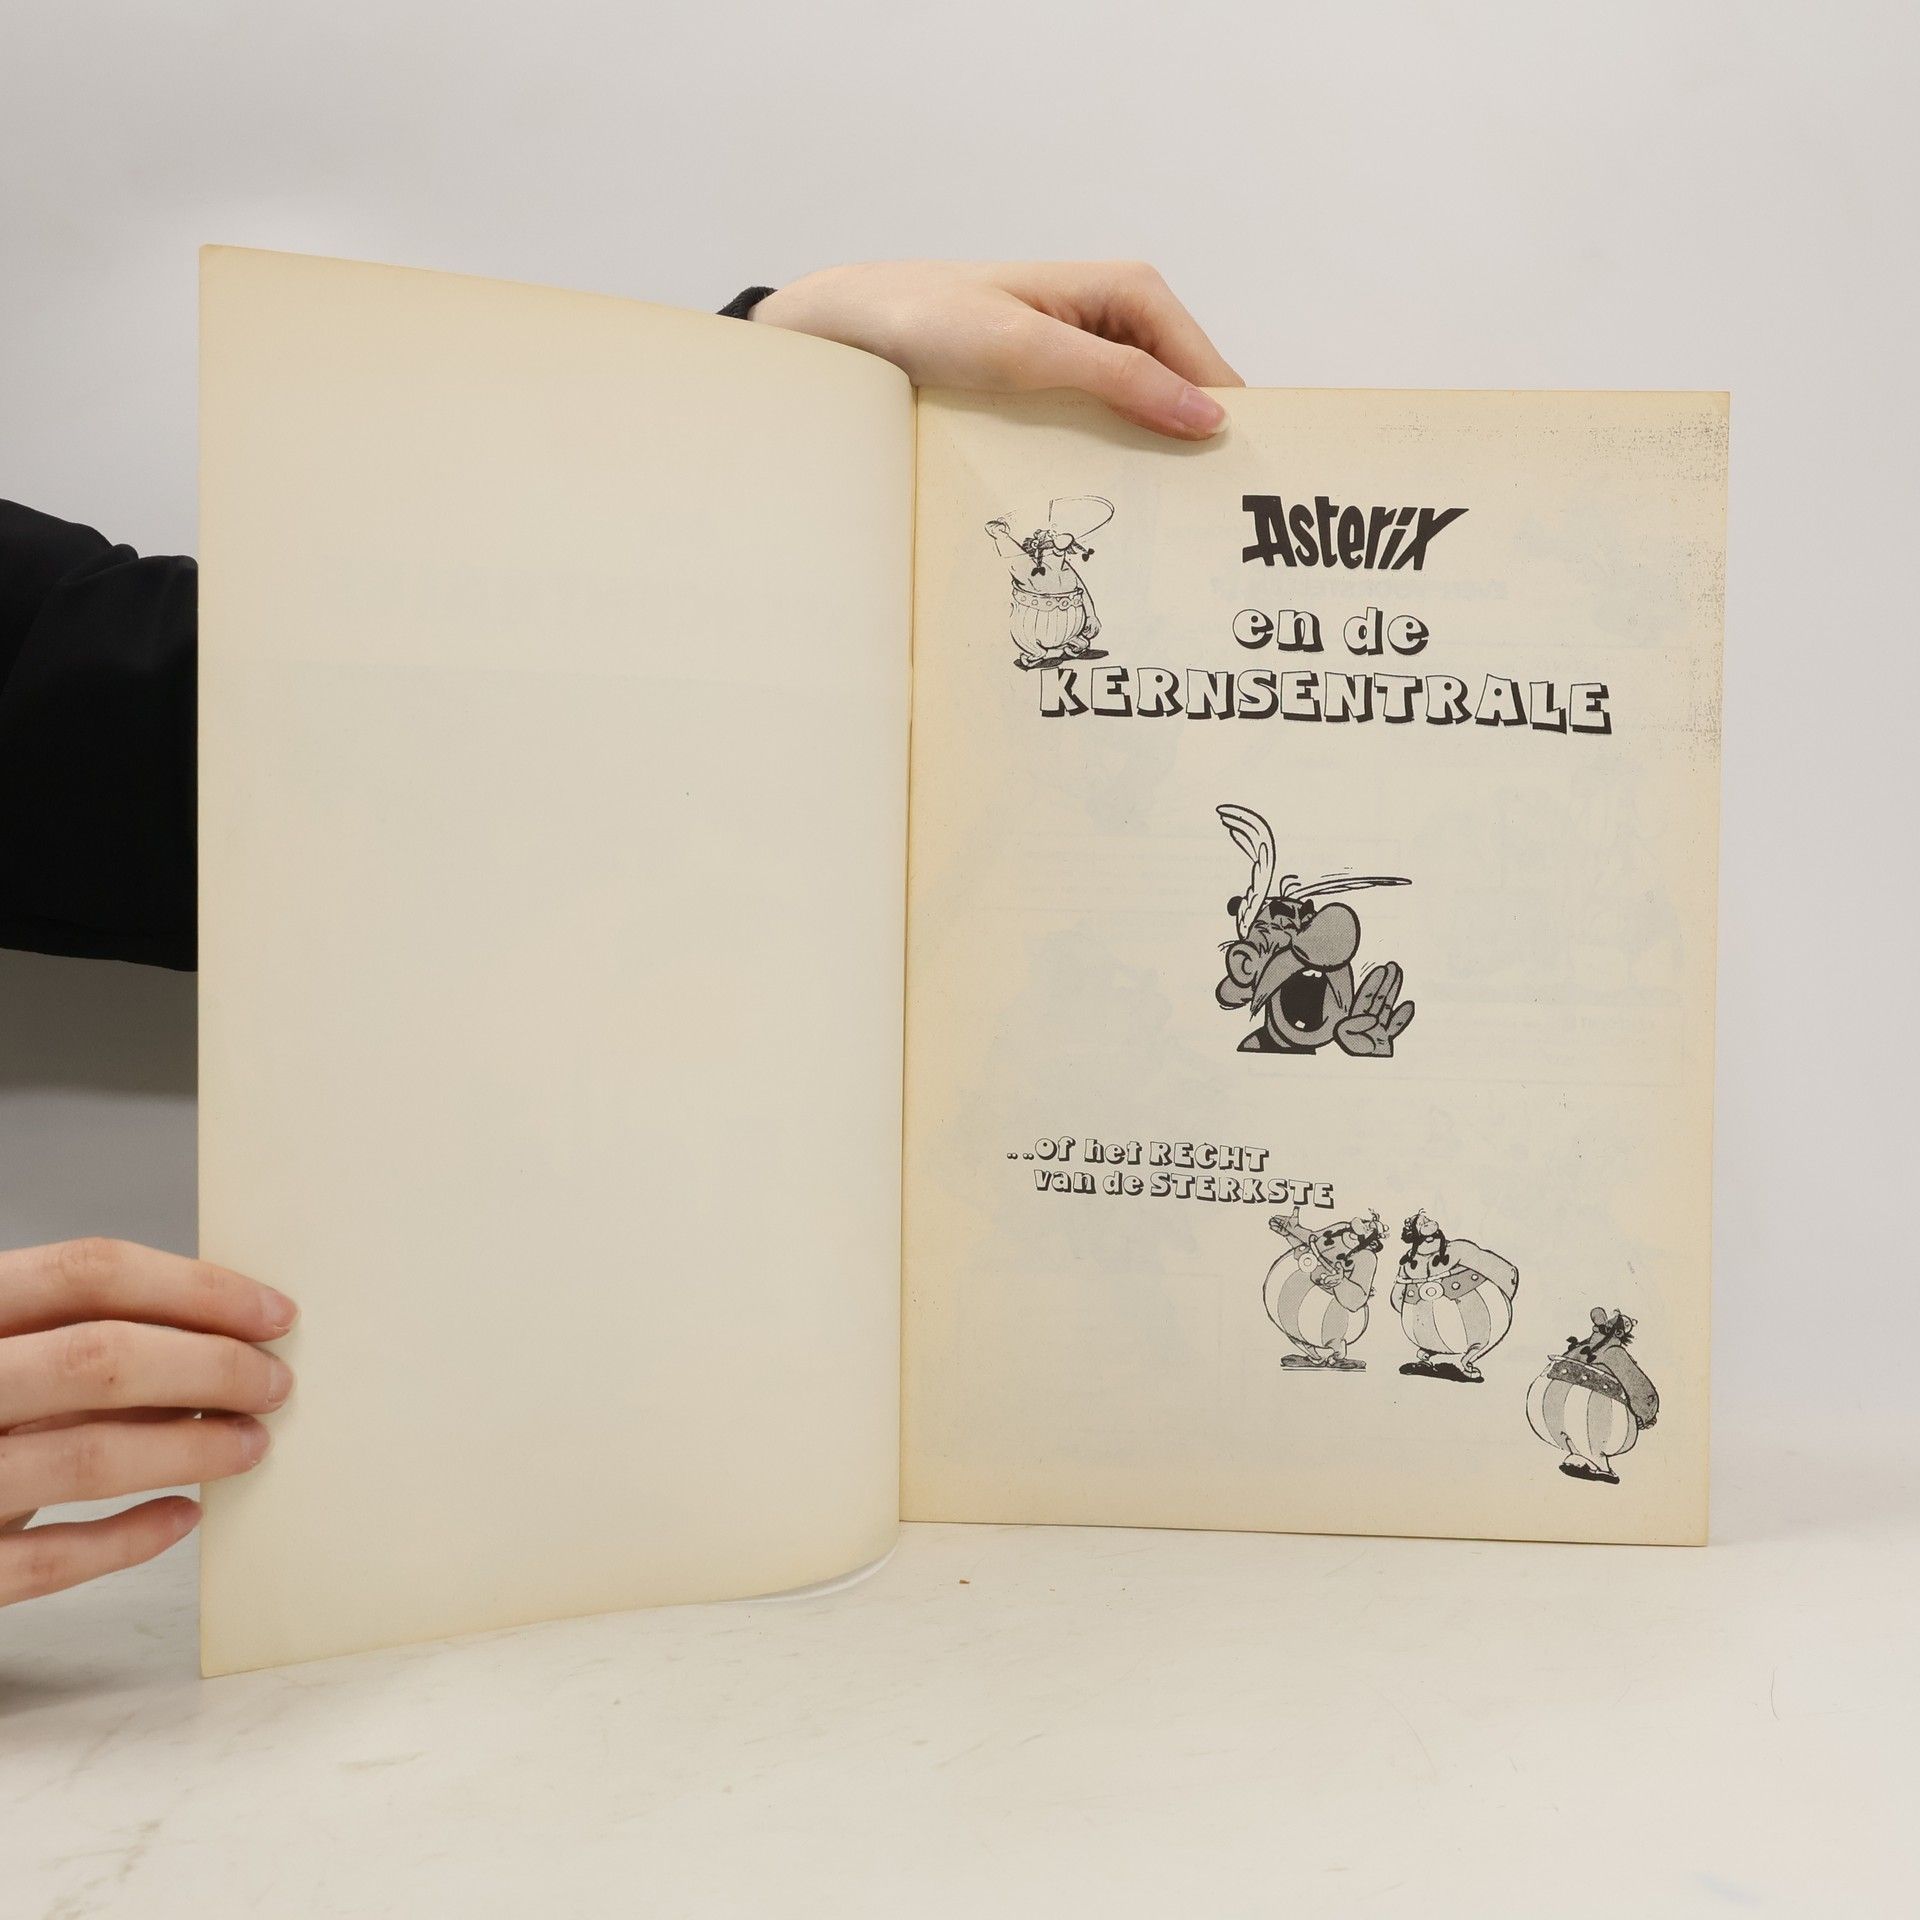 Asterix
en de
KERNSENTRALE
....of het RECHT
van de STERKSTE